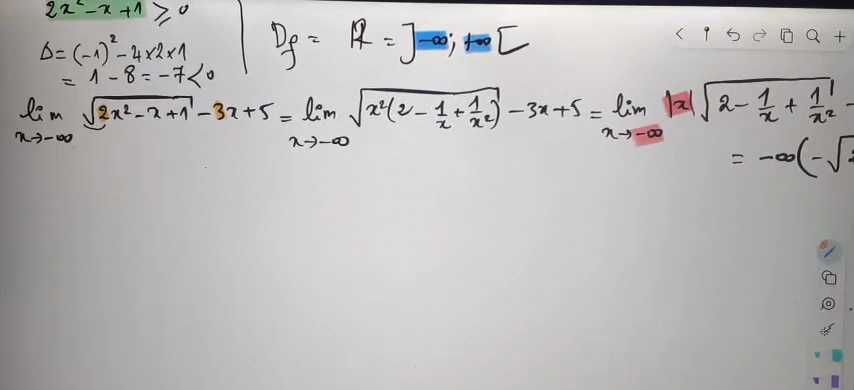 2x² - x + 1 ≥ 0
Δ = (-1)² - 4×2×1
= 1 - 8 = -7 < 0
Df = ℝ = ]-∞; +∞[
lim x→-∞ √(2x² - x + 1) - 3x + 5 = lim x→-∞ √(x²(2 - 1/x + 1/x²)) - 3x + 5 = lim x→-∞ |x| √(2 - 1/x + 1/x²) -
= -∞(-√2